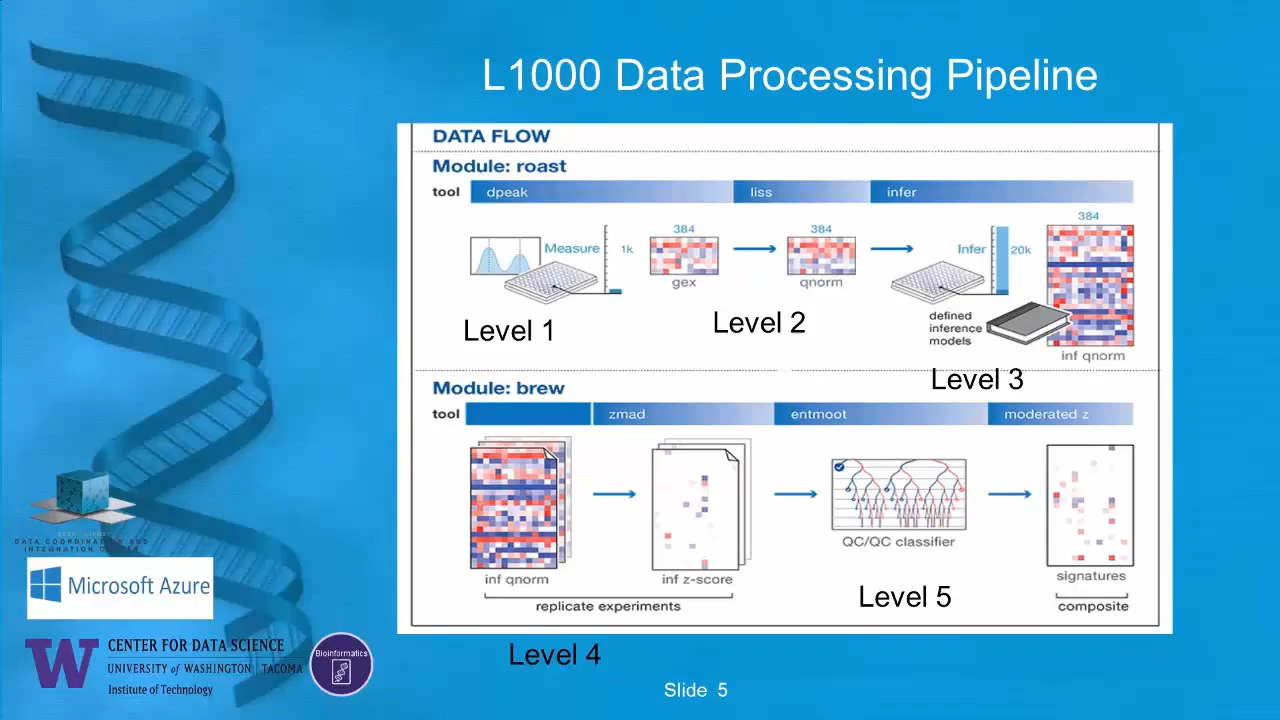 L1000 Data Processing Pipeline
DATA FLOW
Module: roast
tool dpeak liss infer
384
384 384
Measure 1k Infer 20k
gex qnorm
defined
inference
models
inf qnorm
Level 1
Level 2
Level 3
Module: brew
tool zmad entmoot moderated z
QC/QC classifier
inf qnorm inf z-score signatures
replicate experiments composite
Level 5
Level 4
DATA COORDINATION AND
INTEGRATION CENTER
Microsoft Azure
W CENTER FOR DATA SCIENCE
UNIVERSITY of WASHINGTON | TACOMA
Institute of Technology
Bioinformatics
Slide 5